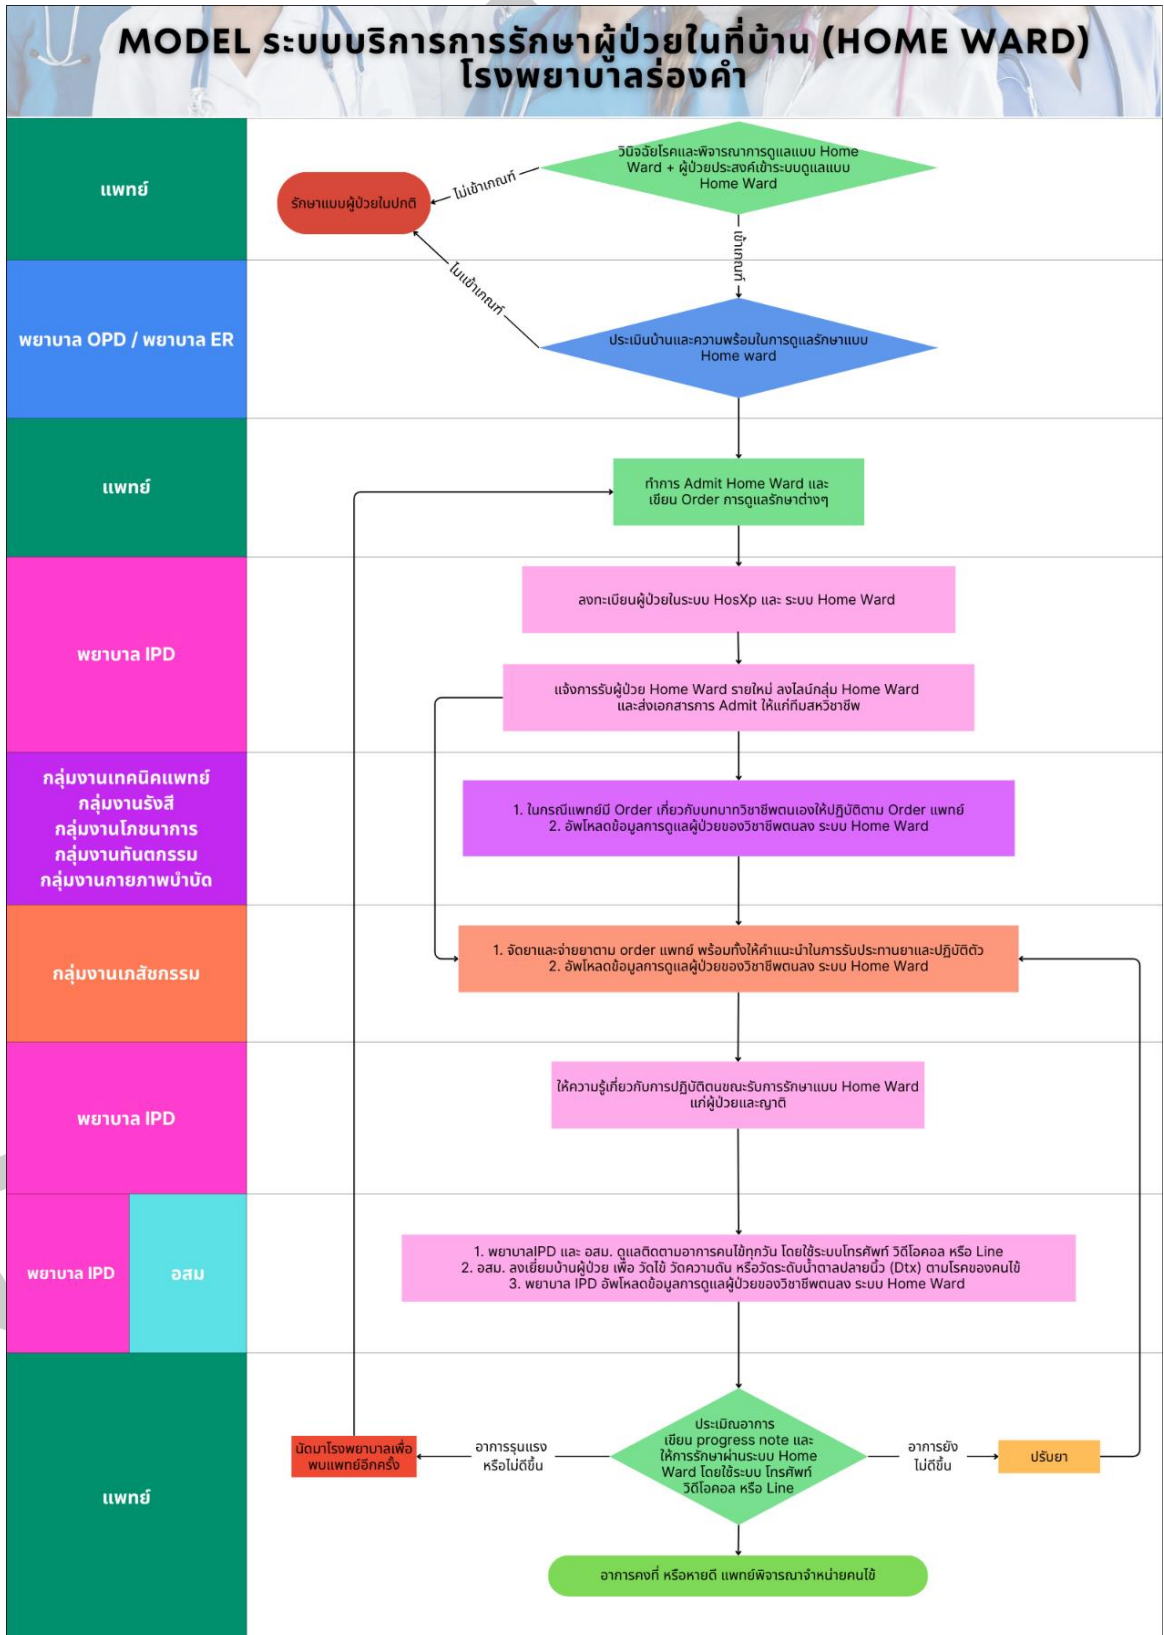 MODEL ระบบบริการการรักษาผู้ป่วยในที่บ้าน (HOME WARD)
โรงพยาบาลร่องคำ
แพทย์
วินิจฉัยโรคและพิจารณาการดูแลแบบ Home
Ward + ผู้ป่วยประสงค์เข้าระบบดูแลแบบ
Home Ward
ไม่เข้าเกณฑ์
รักษาแบบผู้ป่วยในปกติ
เข้าเกณฑ์
ไม่เข้าเกณฑ์
พยาบาล OPD / พยาบาล ER
ประเมินบ้านและความพร้อมในการดูแลรักษาแบบ
Home ward
แพทย์
ทำการ Admit Home Ward และ
เขียน Order การดูแลรักษาต่างๆ
พยาบาล IPD
ลงทะเบียนผู้ป่วยในระบบ HosXp และ ระบบ Home Ward
แจ้งการรับผู้ป่วย Home Ward รายใหม่ ลงไลน์กลุ่ม Home Ward
และส่งเอกสารการ Admit ให้แก่ทีมสหวิชาชีพ
กลุ่มงานเทคนิคแพทย์
กลุ่มงานรังสี
กลุ่มงานโภชนาการ
กลุ่มงานทันตกรรม
กลุ่มงานกายภาพบำบัด
1. ในกรณีแพทย์มี Order เกี่ยวกับบทบาทวิชาชีพตนเองให้ปฏิบัติตาม Order แพทย์
2. อัพโหลดข้อมูลการดูแลผู้ป่วยของวิชาชีพตนลง ระบบ Home Ward
กลุ่มงานเภสัชกรรม
1. จัดยาและจ่ายยาตาม order แพทย์ พร้อมทั้งให้คำแนะนำในการรับประทานยาและปฏิบัติตัว
2. อัพโหลดข้อมูลการดูแลผู้ป่วยของวิชาชีพตนลง ระบบ Home Ward
พยาบาล IPD
ให้ความรู้เกี่ยวกับการปฏิบัติตนขณะรับการรักษาแบบ Home Ward
แก่ผู้ป่วยและญาติ
พยาบาล IPD
อสม
1. พยาบาลIPD และ อสม. ดูแลติดตามอาการคนไข้ทุกวัน โดยใช้ระบบโทรศัพท์ วิดีโอคอล หรือ Line
2. อสม. ลงเยี่ยมบ้านผู้ป่วย เพื่อ วัดไข้ วัดความดัน หรือวัดระดับน้ำตาลปลายนิ้ว (Dtx) ตามโรคของคนไข้
3. พยาบาล IPD อัพโหลดข้อมูลการดูแลผู้ป่วยของวิชาชีพตนลง ระบบ Home Ward
แพทย์
ประเมิณอาการ
เขียน progress note และ
ให้การรักษาผ่านระบบ Home
Ward โดยใช้ระบบ โทรศัพท์
วิดีโอคอล หรือ Line
อาการรุนแรง
หรือไม่ดีขึ้น
นัดมาโรงพยาบาลเพื่อ
พบแพทย์อีกครั้ง
อาการยัง
ไม่ดีขึ้น
ปรับยา
อาการคงที่ หรือหายดี แพทย์พิจารณาจำหน่ายคนไข้